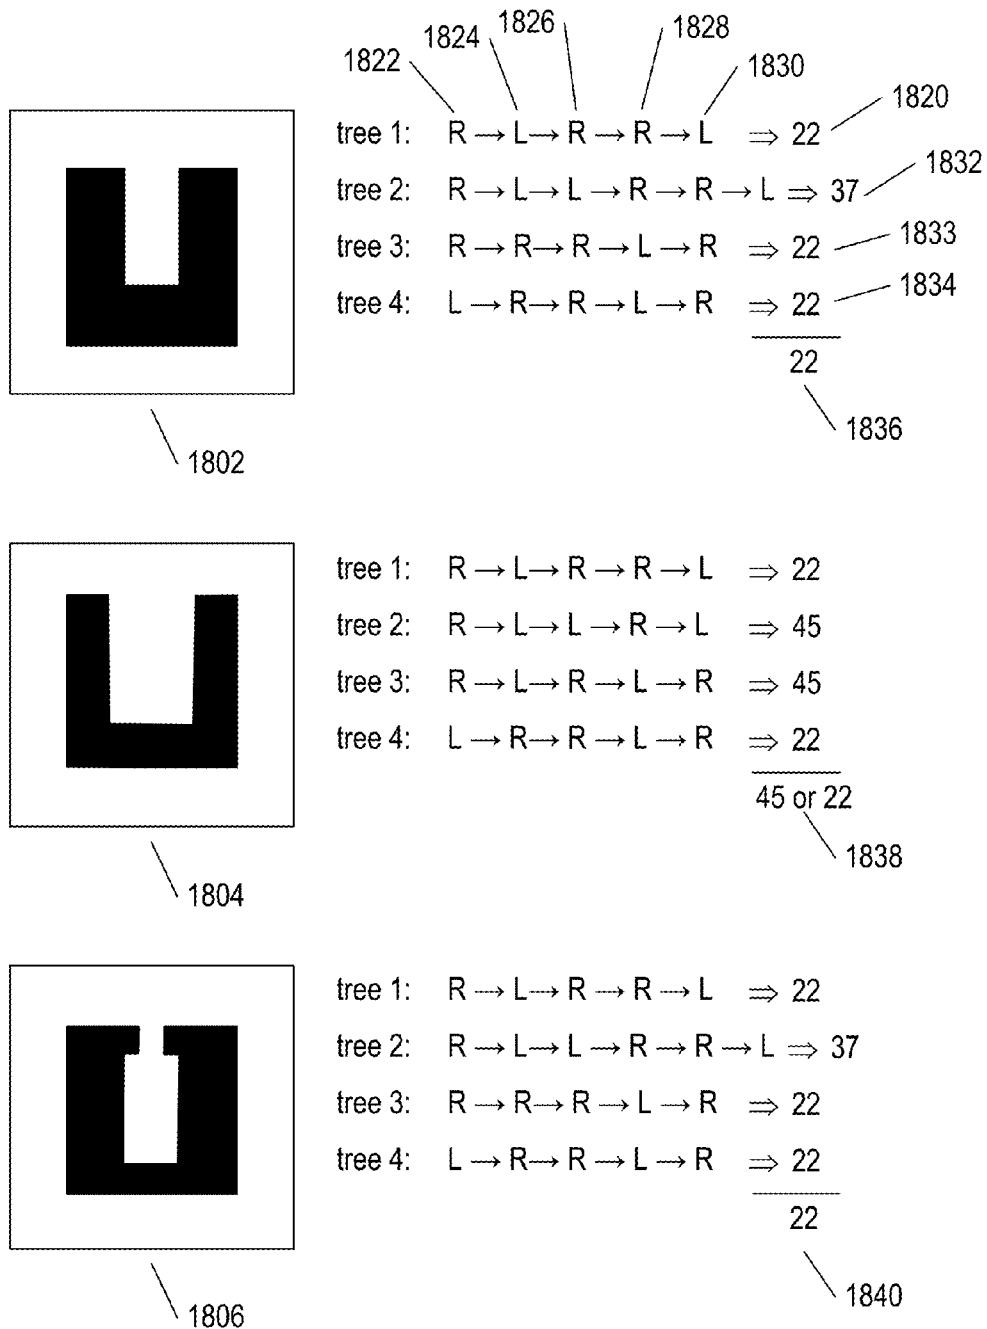 1822 1824 1826 1828 1830
tree 1: R → L → R → R → L ⇒ 22 1820
tree 2: R → L → L → R → R → L ⇒ 37 1832
tree 3: R → R → R → L → R ⇒ 22 1833
tree 4: L → R → R → L → R ⇒ 22 1834
22
1836
1802
tree 1: R → L → R → R → L ⇒ 22
tree 2: R → L → L → R → L ⇒ 45
tree 3: R → L → R → L → R ⇒ 45
tree 4: L → R → R → L → R ⇒ 22
45 or 22
1838
1804
tree 1: R → L → R → R → L ⇒ 22
tree 2: R → L → L → R → R → L ⇒ 37
tree 3: R → R → R → L → R ⇒ 22
tree 4: L → R → R → L → R ⇒ 22
22
1840
1806